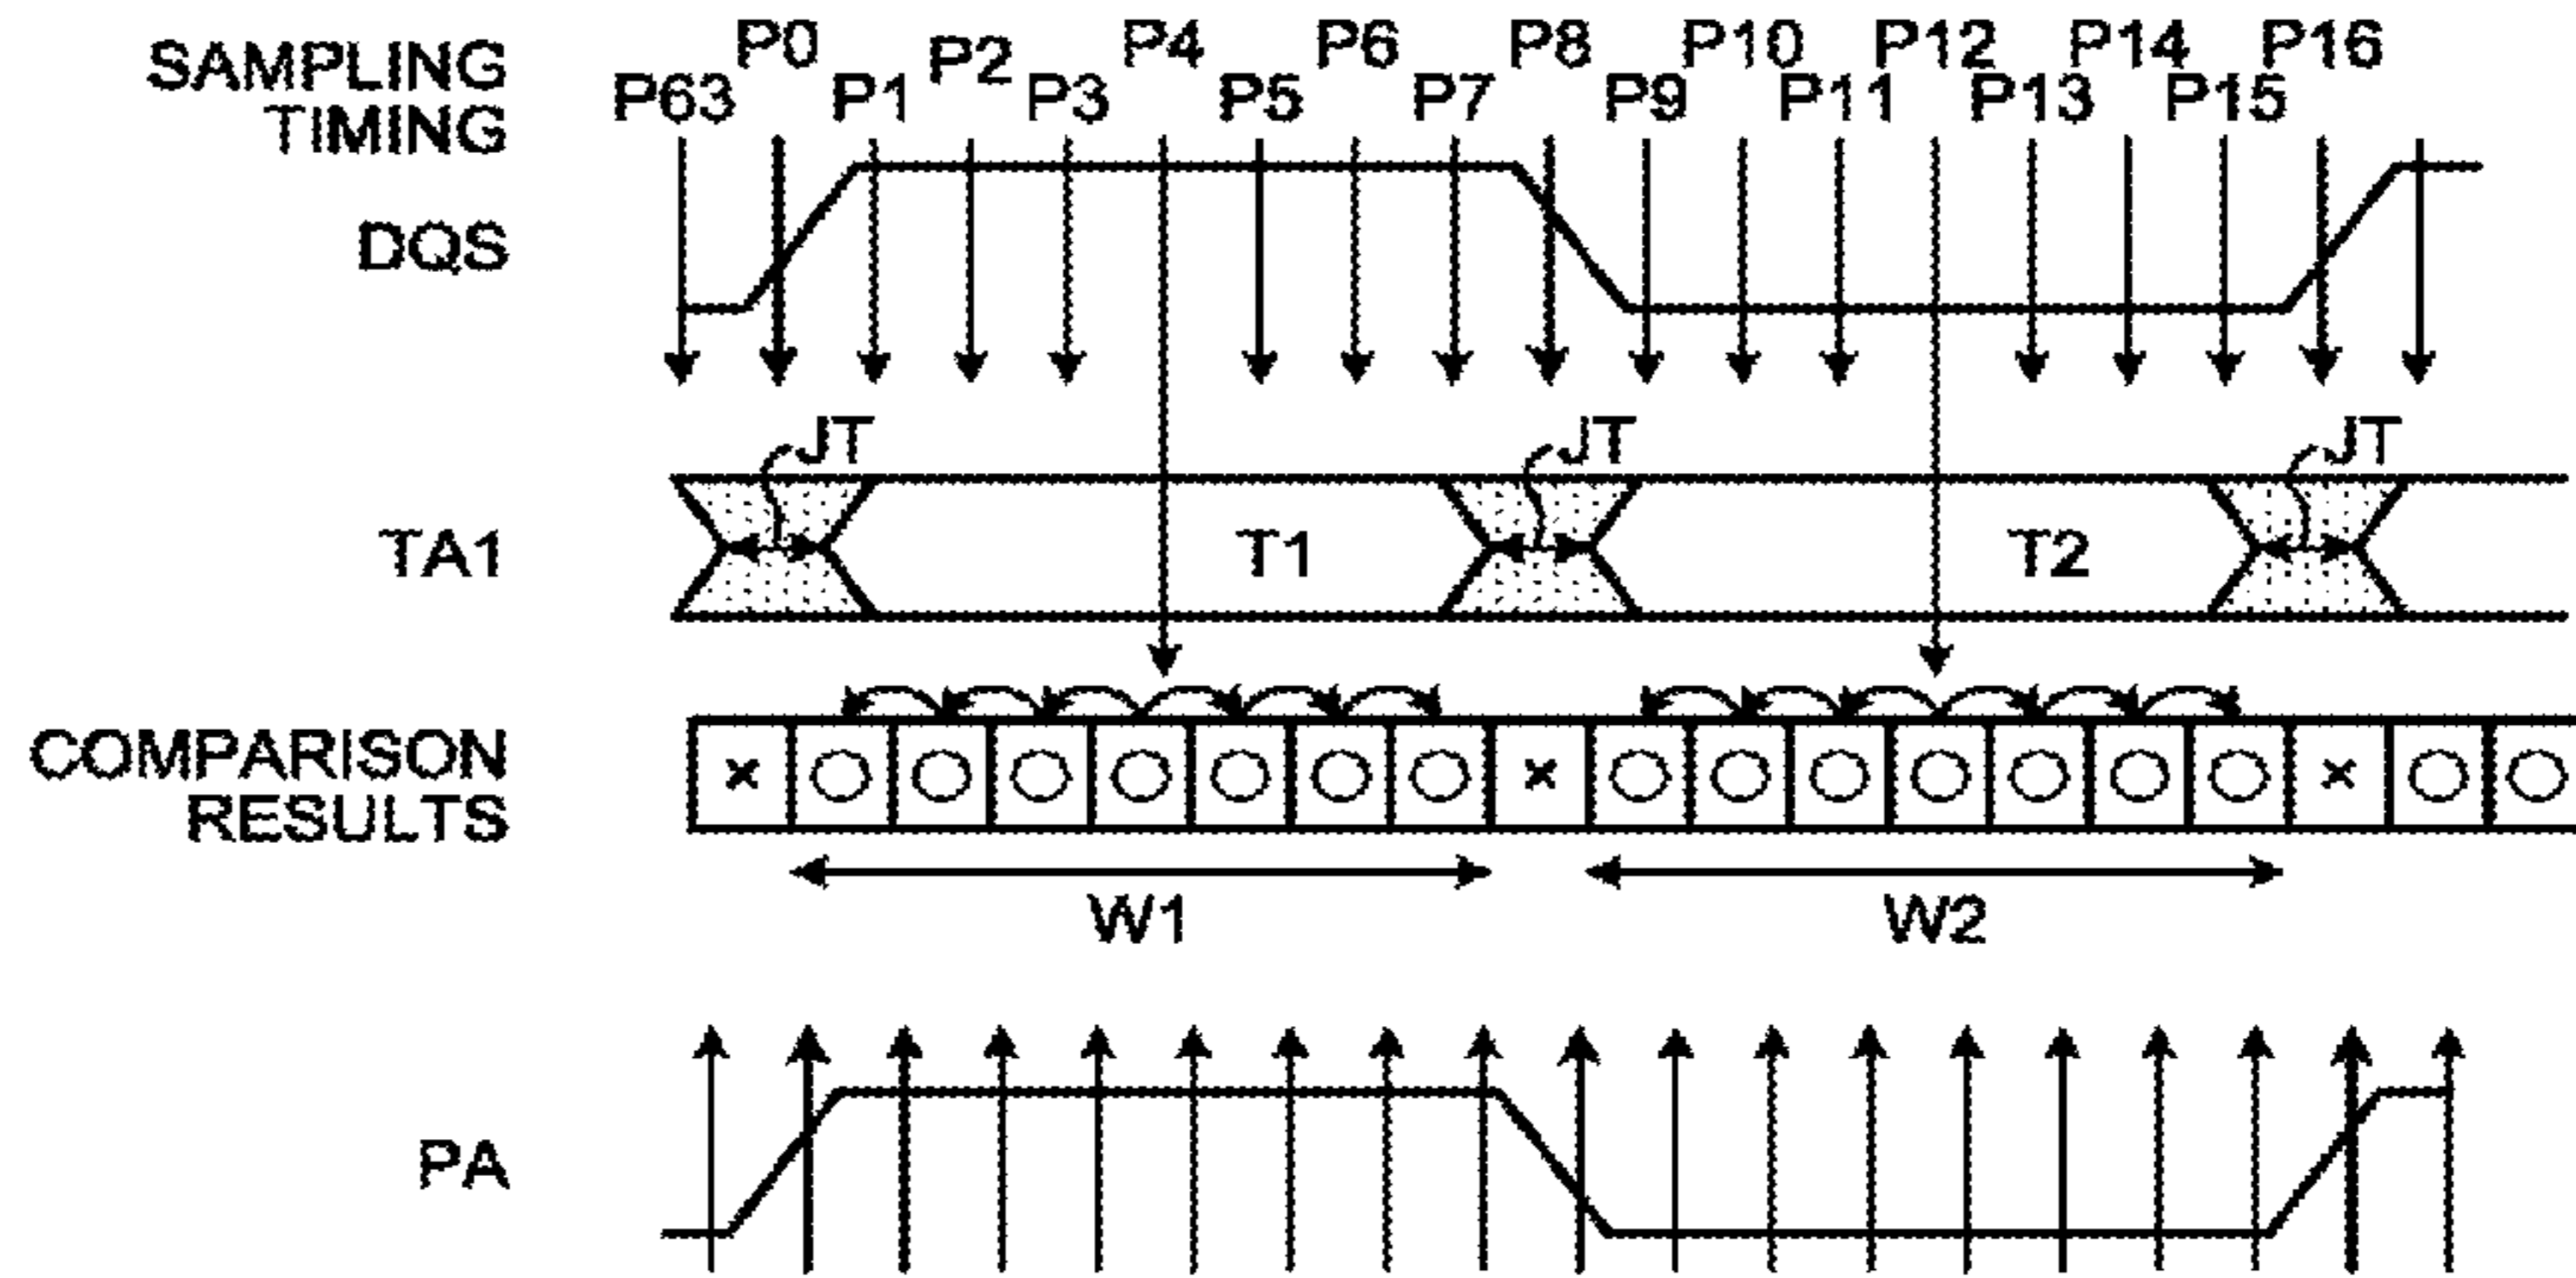 SAMPLING TIMING
P0 P2 P4 P6 P8 P10 P12 P14 P16
P63 P1 P3 P5 P7 P9 P11 P13 P15
DQS
JT JT JT
TA1 T1 T2
COMPARISON RESULTS
× ○ ○ ○ ○ ○ ○ ○ × ○ ○ ○ ○ ○ ○ ○ × ○ ○
W1 W2
PA